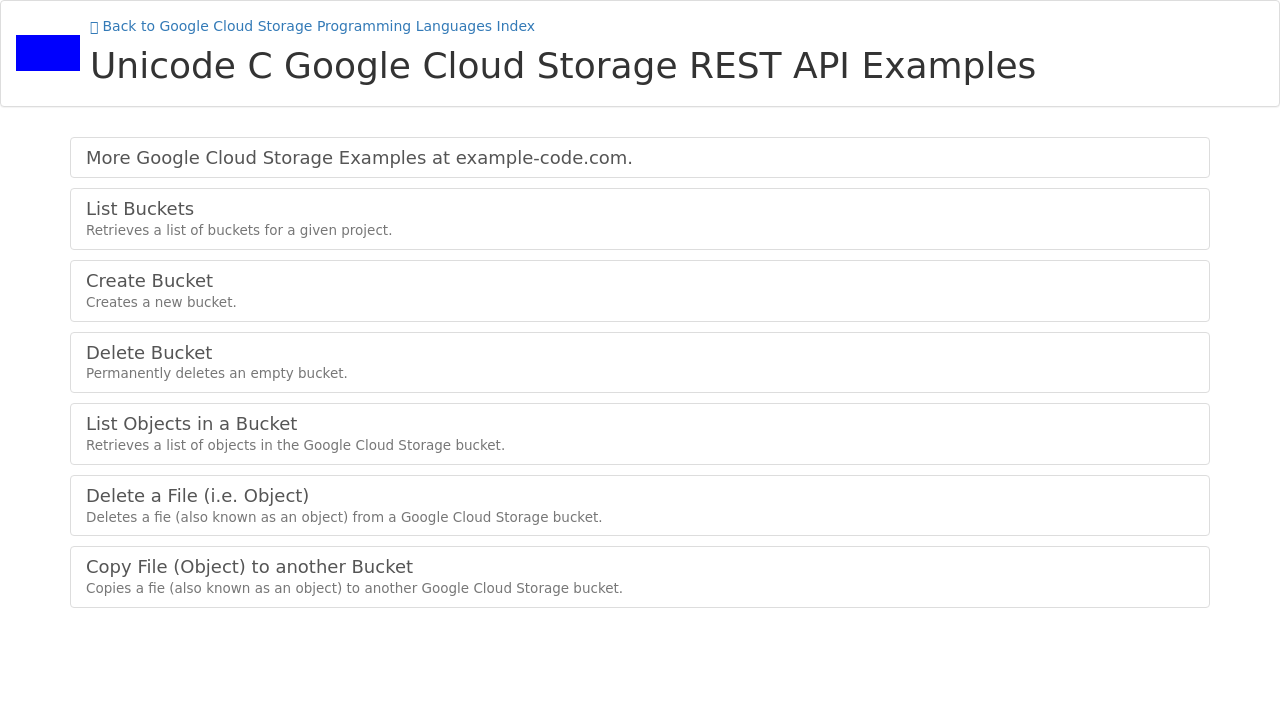 Back to Google Cloud Storage Programming Languages Index
Unicode C Google Cloud Storage REST API Examples
More Google Cloud Storage Examples at example-code.com.
List Buckets
Retrieves a list of buckets for a given project.
Create Bucket
Creates a new bucket.
Delete Bucket
Permanently deletes an empty bucket.
List Objects in a Bucket
Retrieves a list of objects in the Google Cloud Storage bucket.
Delete a File (i.e. Object)
Deletes a fie (also known as an object) from a Google Cloud Storage bucket.
Copy File (Object) to another Bucket
Copies a fie (also known as an object) to another Google Cloud Storage bucket.